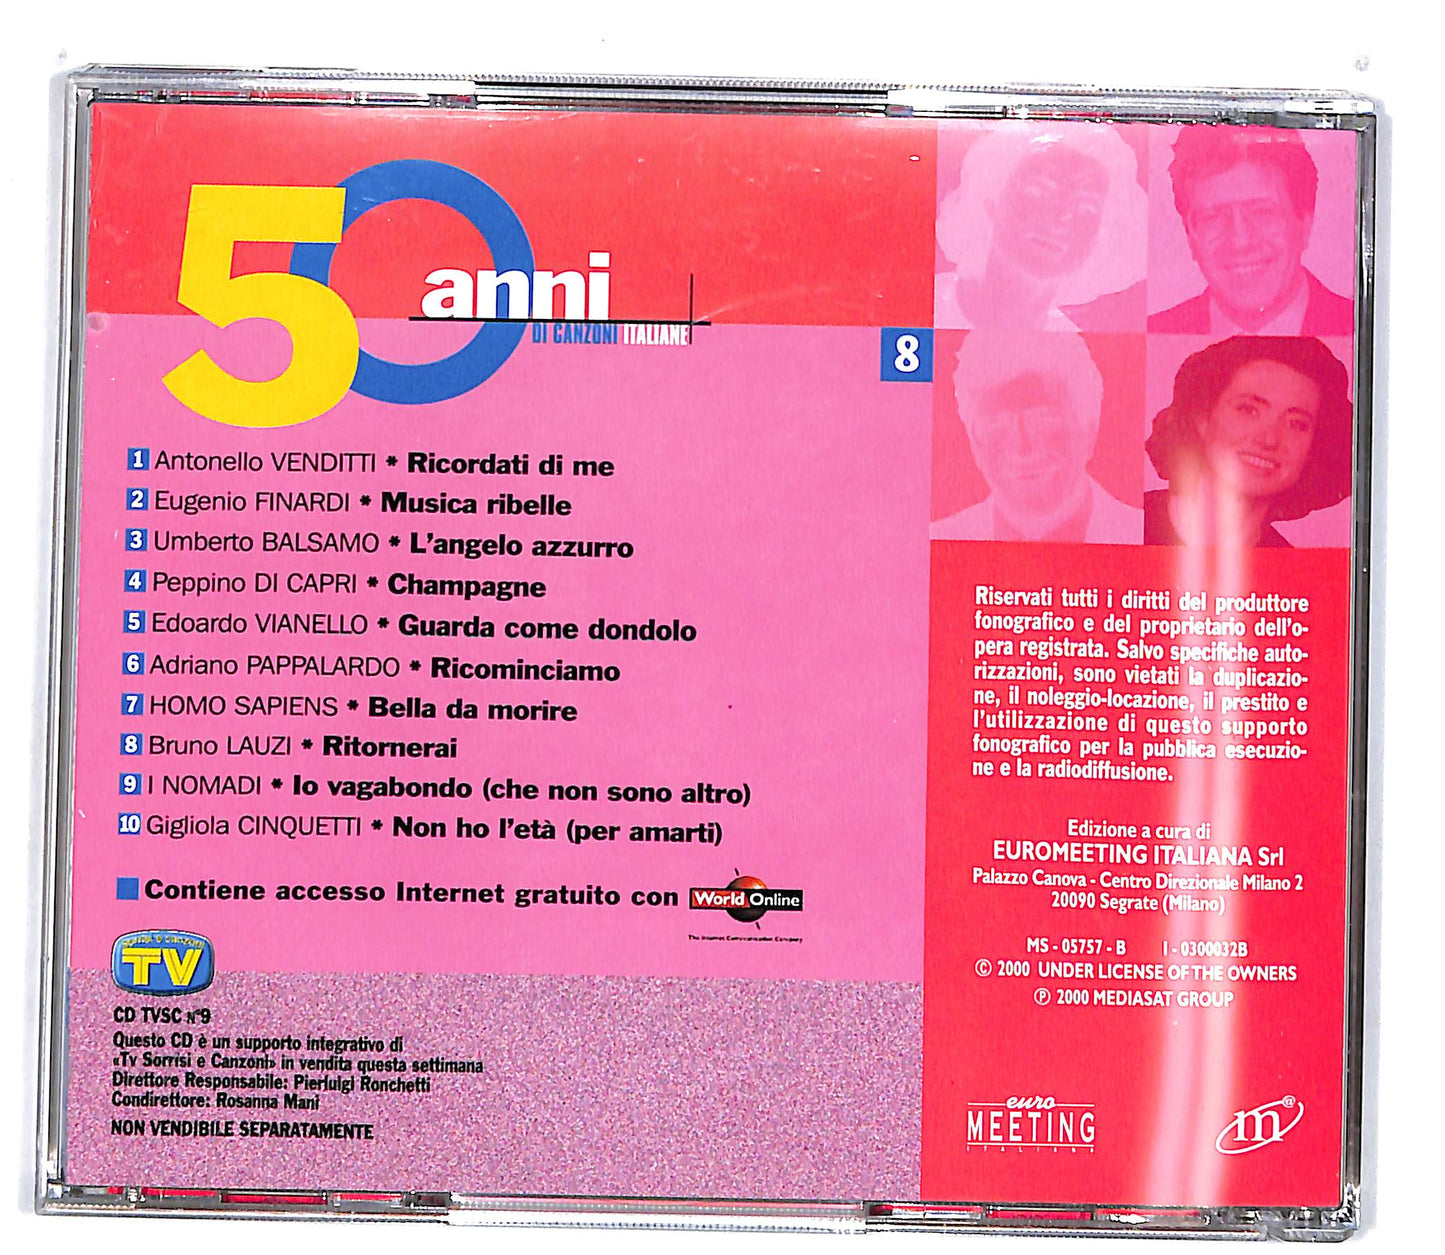 50 anni
DI CANZONI ITALIANE
8
1 Antonello VENDITTI * Ricordati di me
2 Eugenio FINARDI * Musica ribelle
3 Umberto BALSAMO * L'angelo azzurro
4 Peppino DI CAPRI * Champagne
5 Edoardo VIANELLO * Guarda come dondolo
6 Adriano PAPPALARDO * Ricominciamo
7 HOMO SAPIENS * Bella da morire
8 Bruno LAUZI * Ritornerai
9 I NOMADI * Io vagabondo (che non sono altro)
10 Gigliola CINQUETTI * Non ho l'età (per amarti)
Contiene accesso Internet gratuito con World Online
The Internet Communication Company
SORRISI E CANZONI
TV
CD TVSC N°9
Questo CD è un supporto integrativo di
«Tv Sorrisi e Canzoni» in vendita questa settimana
Direttore Responsabile: Pierluigi Ronchetti
Condirettore: Rosanna Mani
NON VENDIBILE SEPARATAMENTE
Riservati tutti i diritti del produttore
fonografico e del proprietario dell'o-
pera registrata. Salvo specifiche auto-
rizzazioni, sono vietati la duplicazio-
ne, il noleggio-locazione, il prestito e
l'utilizzazione di questo supporto
fonografico per la pubblica esecuzio-
ne e la radiodiffusione.
Edizione a cura di
EUROMEETING ITALIANA Srl
Palazzo Canova - Centro Direzionale Milano 2
20090 Segrate (Milano)
MS - 05757 - B I - 0300032B
© 2000 UNDER LICENSE OF THE OWNERS
℗ 2000 MEDIASAT GROUP
euro
MEETING
ITALIANA
m@